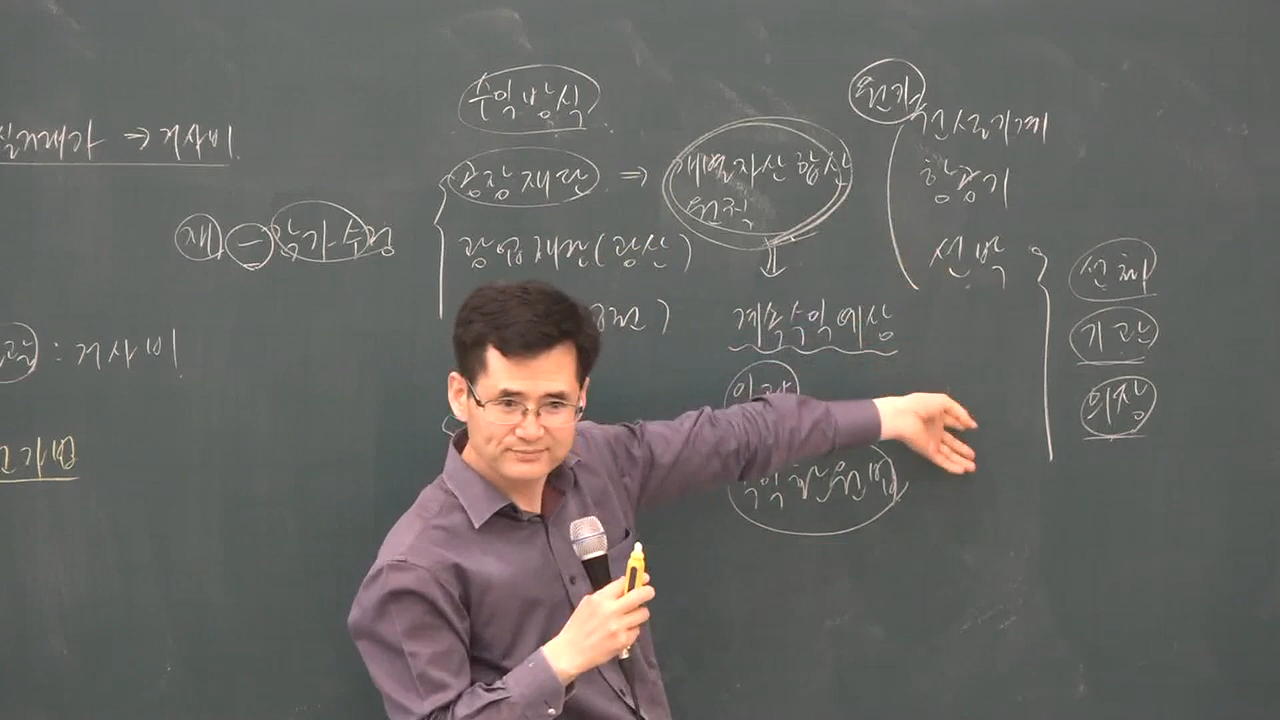 실거래가 → 거사비
: 거사비
재 - 감가수정
수익방식
공장재단 ⇒ 개별자산 합산
원칙
광업재단(광산)
계속수익예상
일괄
수익환원법
원가
건설기계
항공기
선박
선체
기관
의장